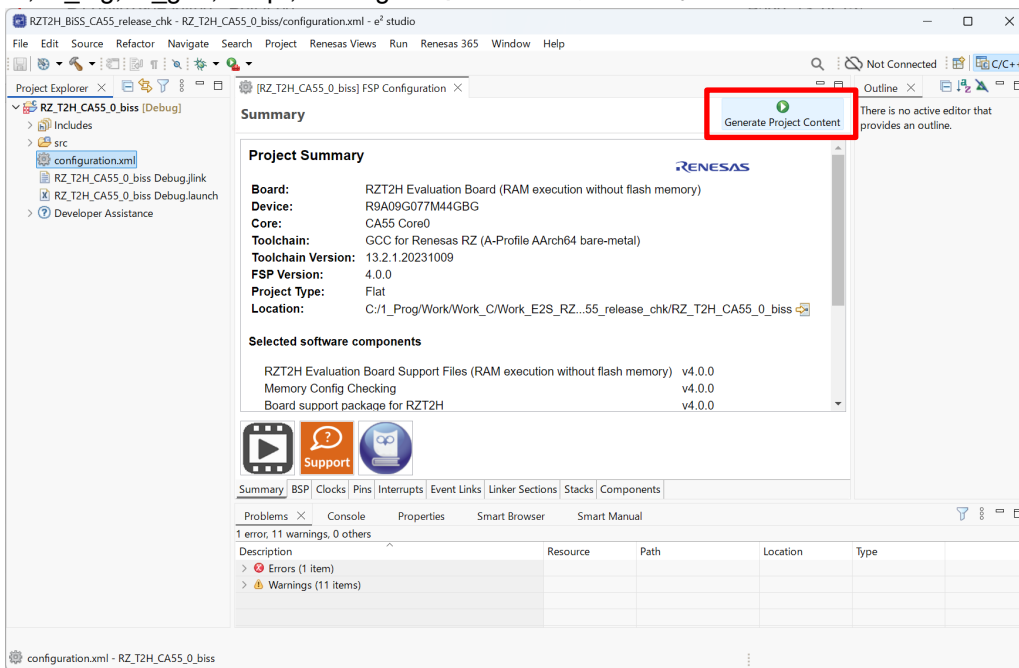 RZT2H_BiSS_CA55_release_chk - RZ_T2H_CA55_0_biss/configuration.xml - e² studio
File Edit Source Refactor Navigate Search Project Renesas Views Run Renesas 365 Window Help
Not Connected C/C++
Project Explorer
[RZ_T2H_CA55_0_biss] FSP Configuration
Outline
RZ_T2H_CA55_0_biss [Debug]
Includes
src
configuration.xml
RZ_T2H_CA55_0_biss Debug.jlink
RZ_T2H_CA55_0_biss Debug.launch
Developer Assistance
Summary
Generate Project Content
There is no active editor that
provides an outline.
Project Summary
RENESAS
Board: RZT2H Evaluation Board (RAM execution without flash memory)
Device: R9A09G077M44GBG
Core: CA55 Core0
Toolchain: GCC for Renesas RZ (A-Profile AArch64 bare-metal)
Toolchain Version: 13.2.1.20231009
FSP Version: 4.0.0
Project Type: Flat
Location: C:/1_Prog/Work/Work_C/Work_E2S_RZ...55_release_chk/RZ_T2H_CA55_0_biss
Selected software components
RZT2H Evaluation Board Support Files (RAM execution without flash memory) v4.0.0
Memory Config Checking v4.0.0
Board support package for RZT2H v4.0.0
Support
Summary BSP Clocks Pins Interrupts Event Links Linker Sections Stacks Components
Problems Console Properties Smart Browser Smart Manual
1 error, 11 warnings, 0 others
Description Resource Path Location Type
Errors (1 item)
Warnings (11 items)
configuration.xml - RZ_T2H_CA55_0_biss